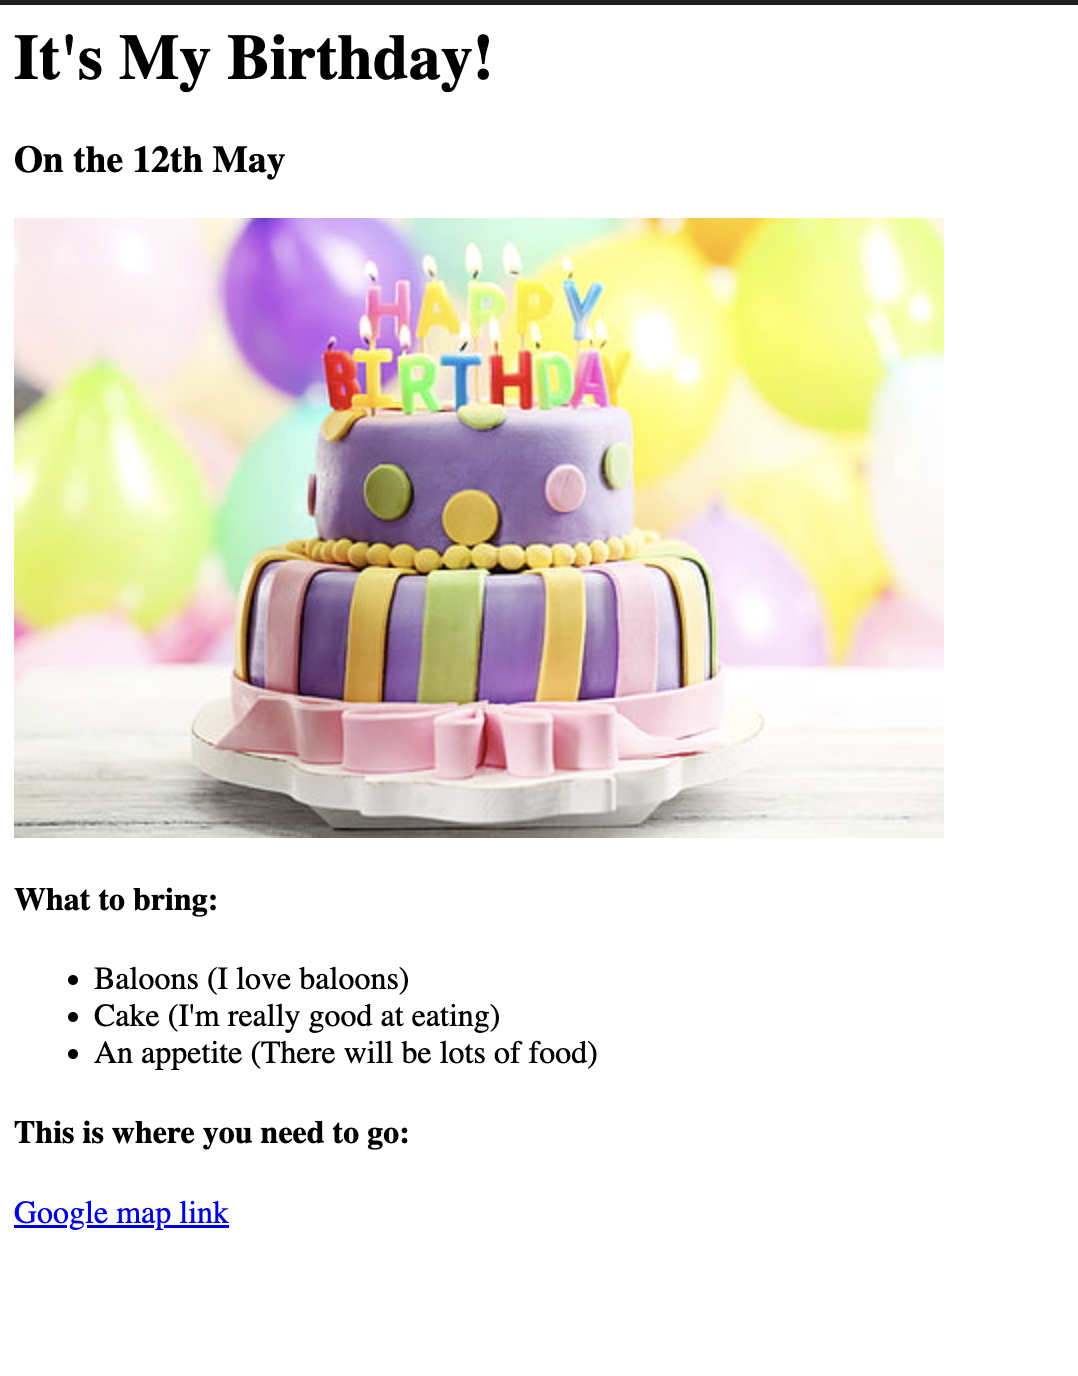 It's My Birthday!
On the 12th May
HAPPY
BIRTHDAY
What to bring:
Baloons (I love baloons)
Cake (I'm really good at eating)
An appetite (There will be lots of food)
This is where you need to go:
Google map link